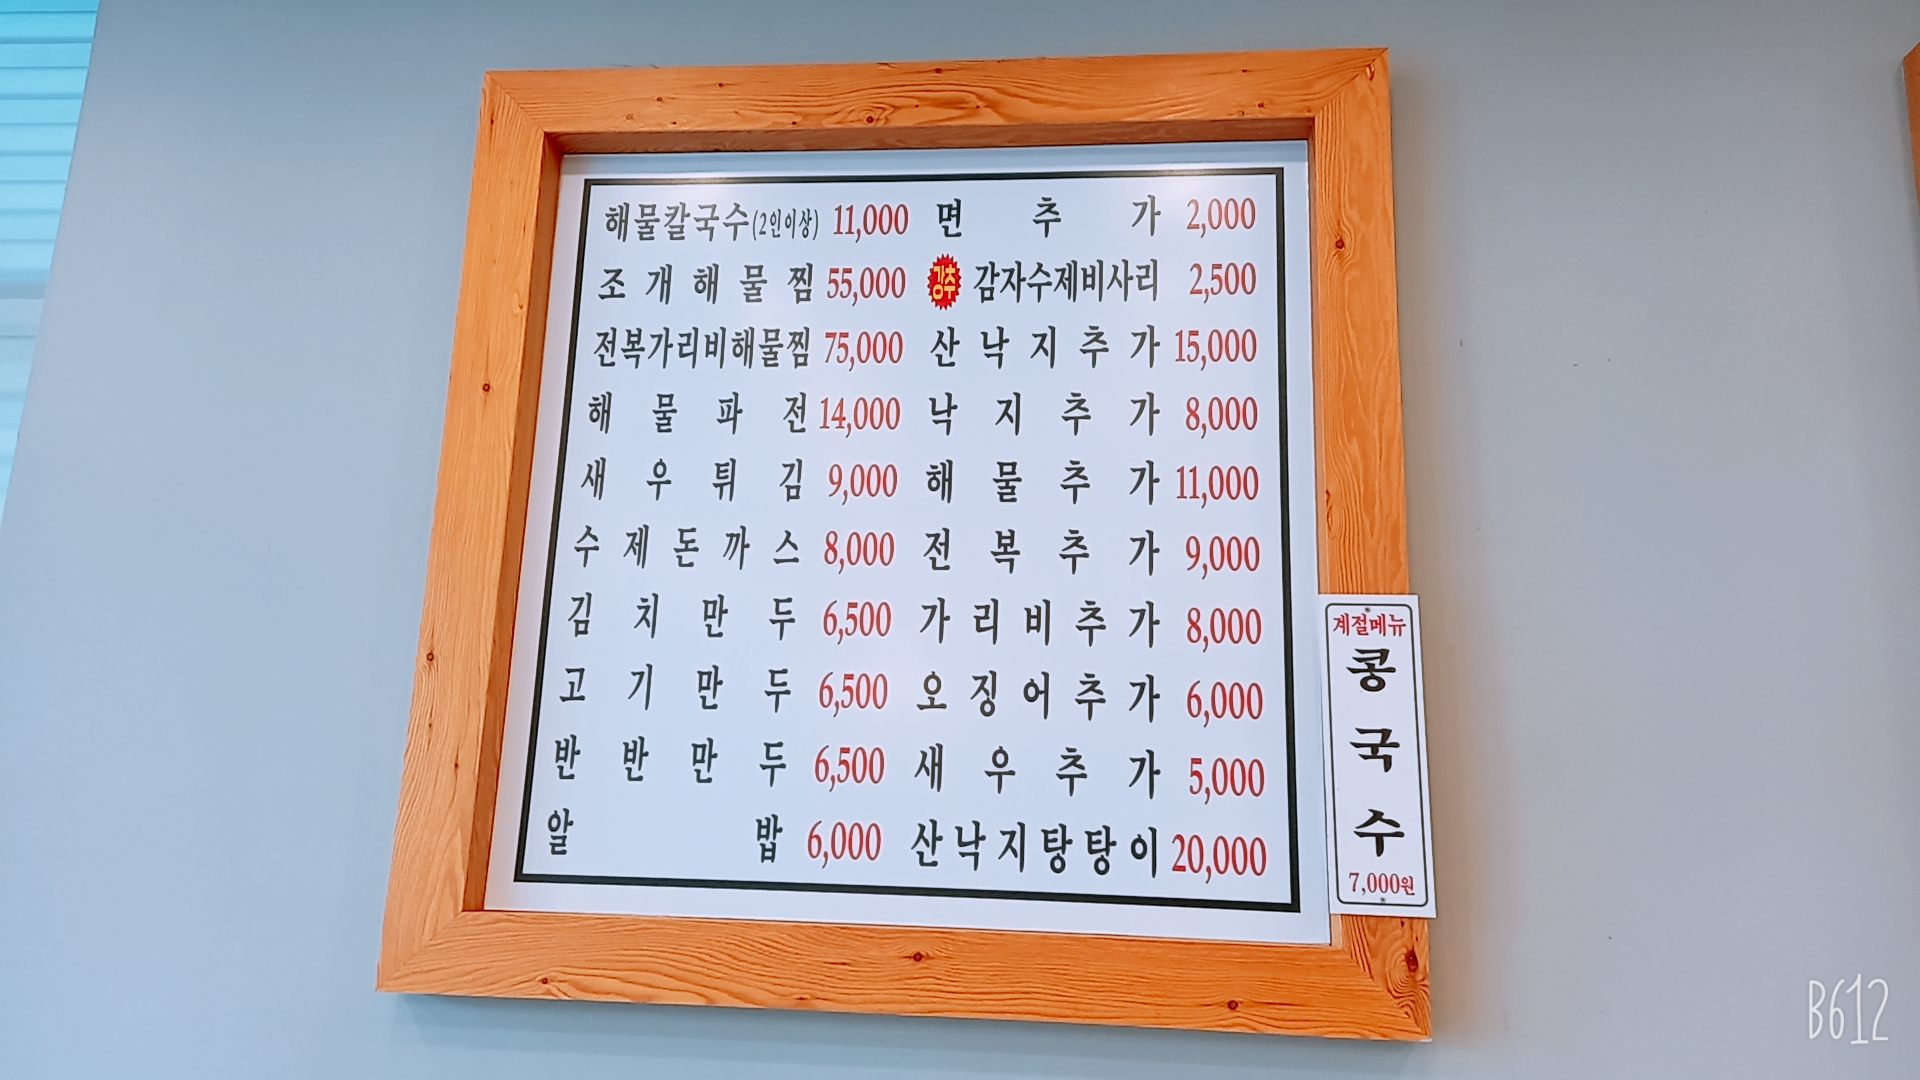 해물칼국수(2인이상) 11,000
조개해물찜 55,000
전복가리비해물찜 75,000
해물파전 14,000
새우튀김 9,000
수제돈까스 8,000
김치만두 6,500
고기만두 6,500
반반만두 6,500
알밥 6,000
면추가 2,000
강추 감자수제비사리 2,500
산낙지추가 15,000
낙지추가 8,000
해물추가 11,000
전복추가 9,000
가리비추가 8,000
오징어추가 6,000
새우추가 5,000
산낙지탕탕이 20,000
계절메뉴
콩국수
7,000원
B612